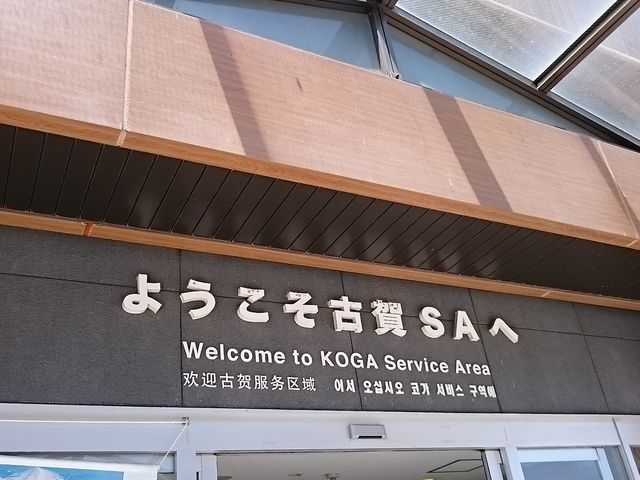 ようこそ古賀SAへ
Welcome to KOGA Service Area
欢迎古贺服务区域 어서 오십시오 코가 서비스 구역에